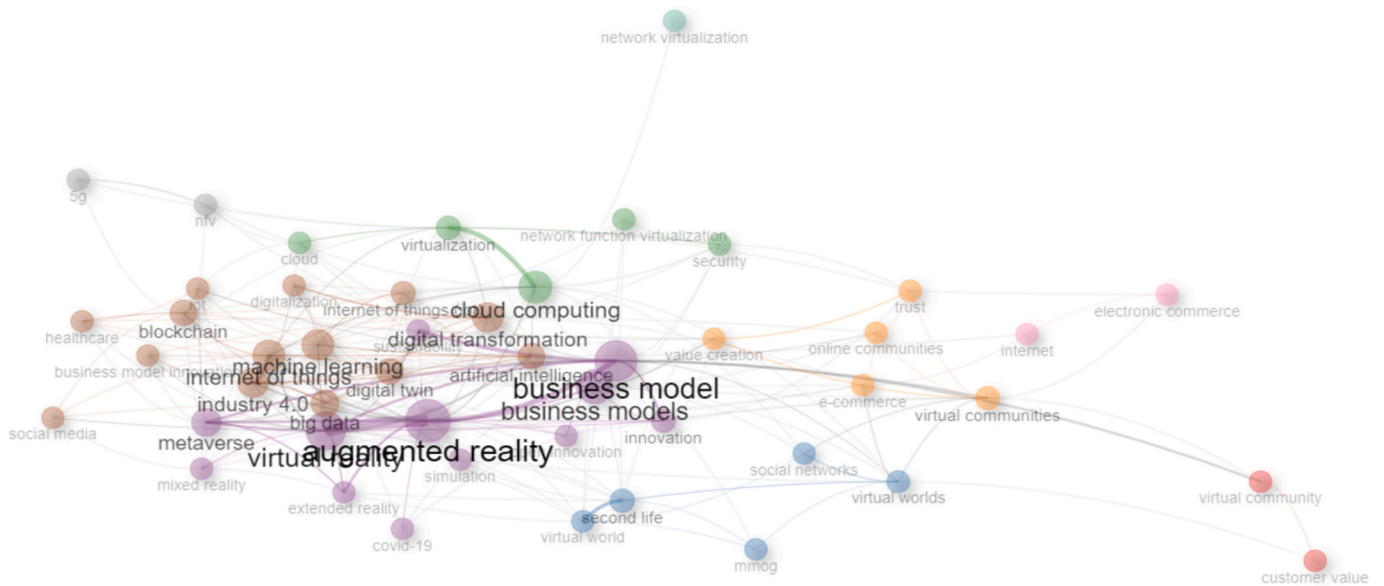 network virtualization
5g
nfv
virtualization
network function virtualization
cloud
security
iot
digitalization
internet of things
cloud computing
trust
electronic commerce
healthcare
blockchain
digital transformation
sustainability
value creation
online communities
internet
business model innovation
machine learning
internet of things
digital twin
artificial intelligence
business model
e-commerce
industry 4.0
business models
virtual communities
social media
big data
metaverse
innovation
virtual reality
augmented reality
open innovation
mixed reality
simulation
social networks
virtual worlds
virtual community
extended reality
second life
covid-19
virtual world
mmog
customer value